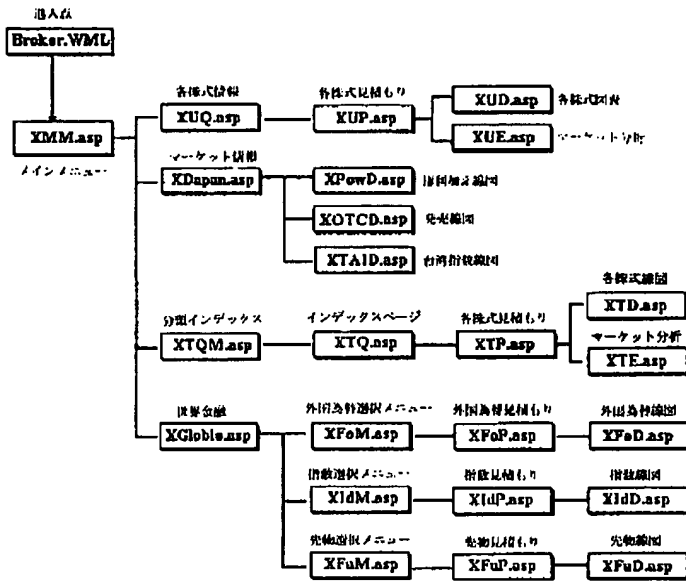 進入点
Broker.WML
各株式情報
各株式見積もり
XUD.asp
各株式図表
XUQ.asp
XUP.asp
XMM.asp
XUE.asp
マーケット分析
メインメニュー
マーケット情報
XDapan.asp
XPowD.asp
XOTCD.asp
XTAID.asp
台湾指数線図
各株式線図
XTD.asp
分類インデックス
インデックスページ
各株式見積もり
マーケット分析
XTQM.asp
XTQ.asp
XTP.asp
XTE.asp
世界金融
外国為替選択メニュー
外国為替見積もり
外国為替線図
XGloble.asp
XFoM.asp
XFoP.asp
XFoD.asp
指数選択メニュー
指数見積もり
指数線図
XIdM.asp
XIdP.asp
XIdD.asp
先物選択メニュー
先物見積もり
先物線図
XFuM.asp
XFuP.asp
XFuD.asp